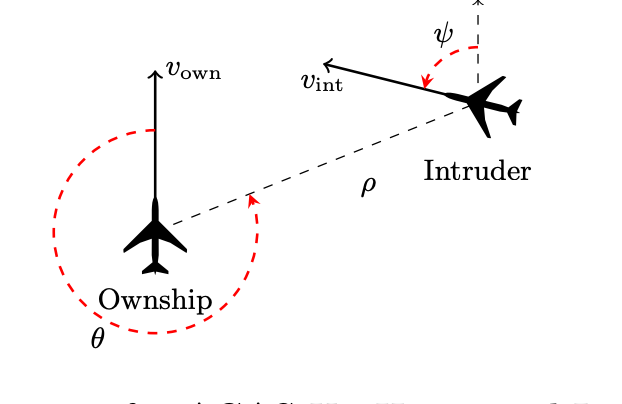 ψ
v_own
v_int
Intruder
ρ
Ownship
θ